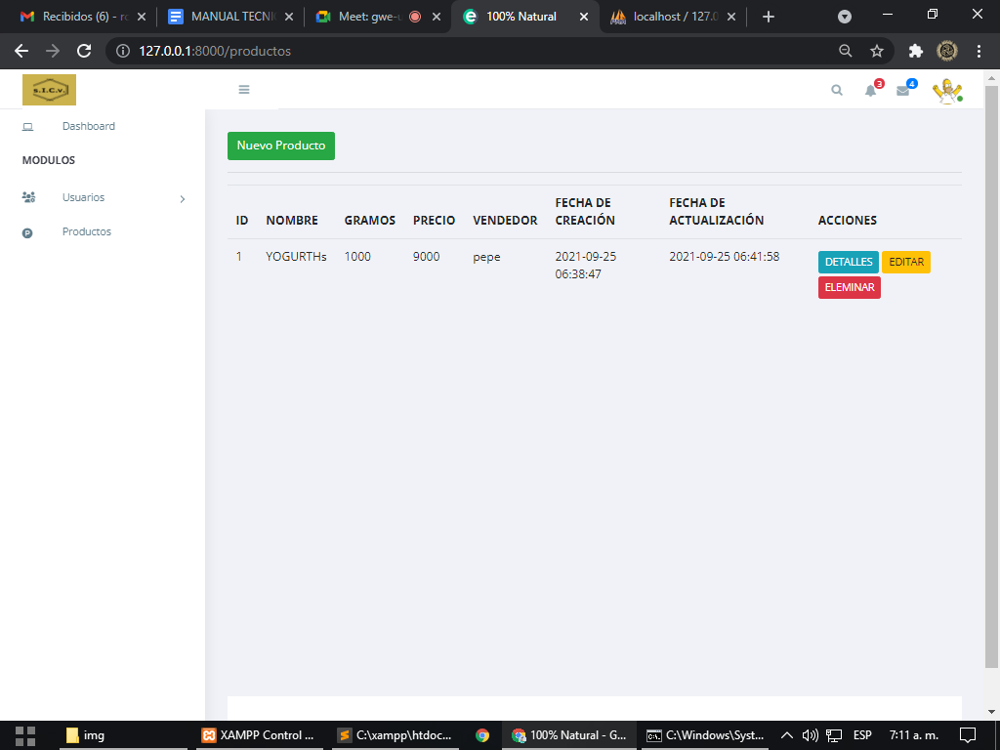 Recibidos (6) - ro
MANUAL TECNI
Meet: gwe-u
100% Natural
localhost / 127.0
127.0.0.1:8000/productos
S.I.C.V.
3
4
Dashboard
MODULOS
Usuarios
Productos
Nuevo Producto
ID NOMBRE GRAMOS PRECIO VENDEDOR FECHA DE CREACIÓN FECHA DE ACTUALIZACIÓN ACCIONES
1 YOGURTHs 1000 9000 pepe 2021-09-25 06:38:47 2021-09-25 06:41:58 DETALLES EDITAR
ELEMINAR
img
XAMPP Control ...
C:\xampp\htdoc...
100% Natural - G...
C:\Windows\Syst...
ESP
7:11 a. m.